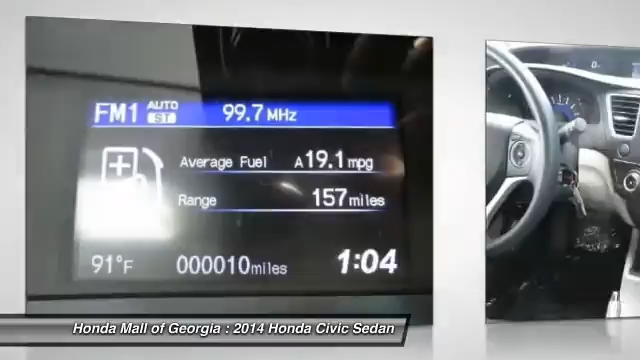 FM1 AUTO ST 99.7 MHz
Average Fuel A19.1 mpg
Range 157 miles
91°F 000010 miles 1:04
Honda Mall of Georgia : 2014 Honda Civic Sedan